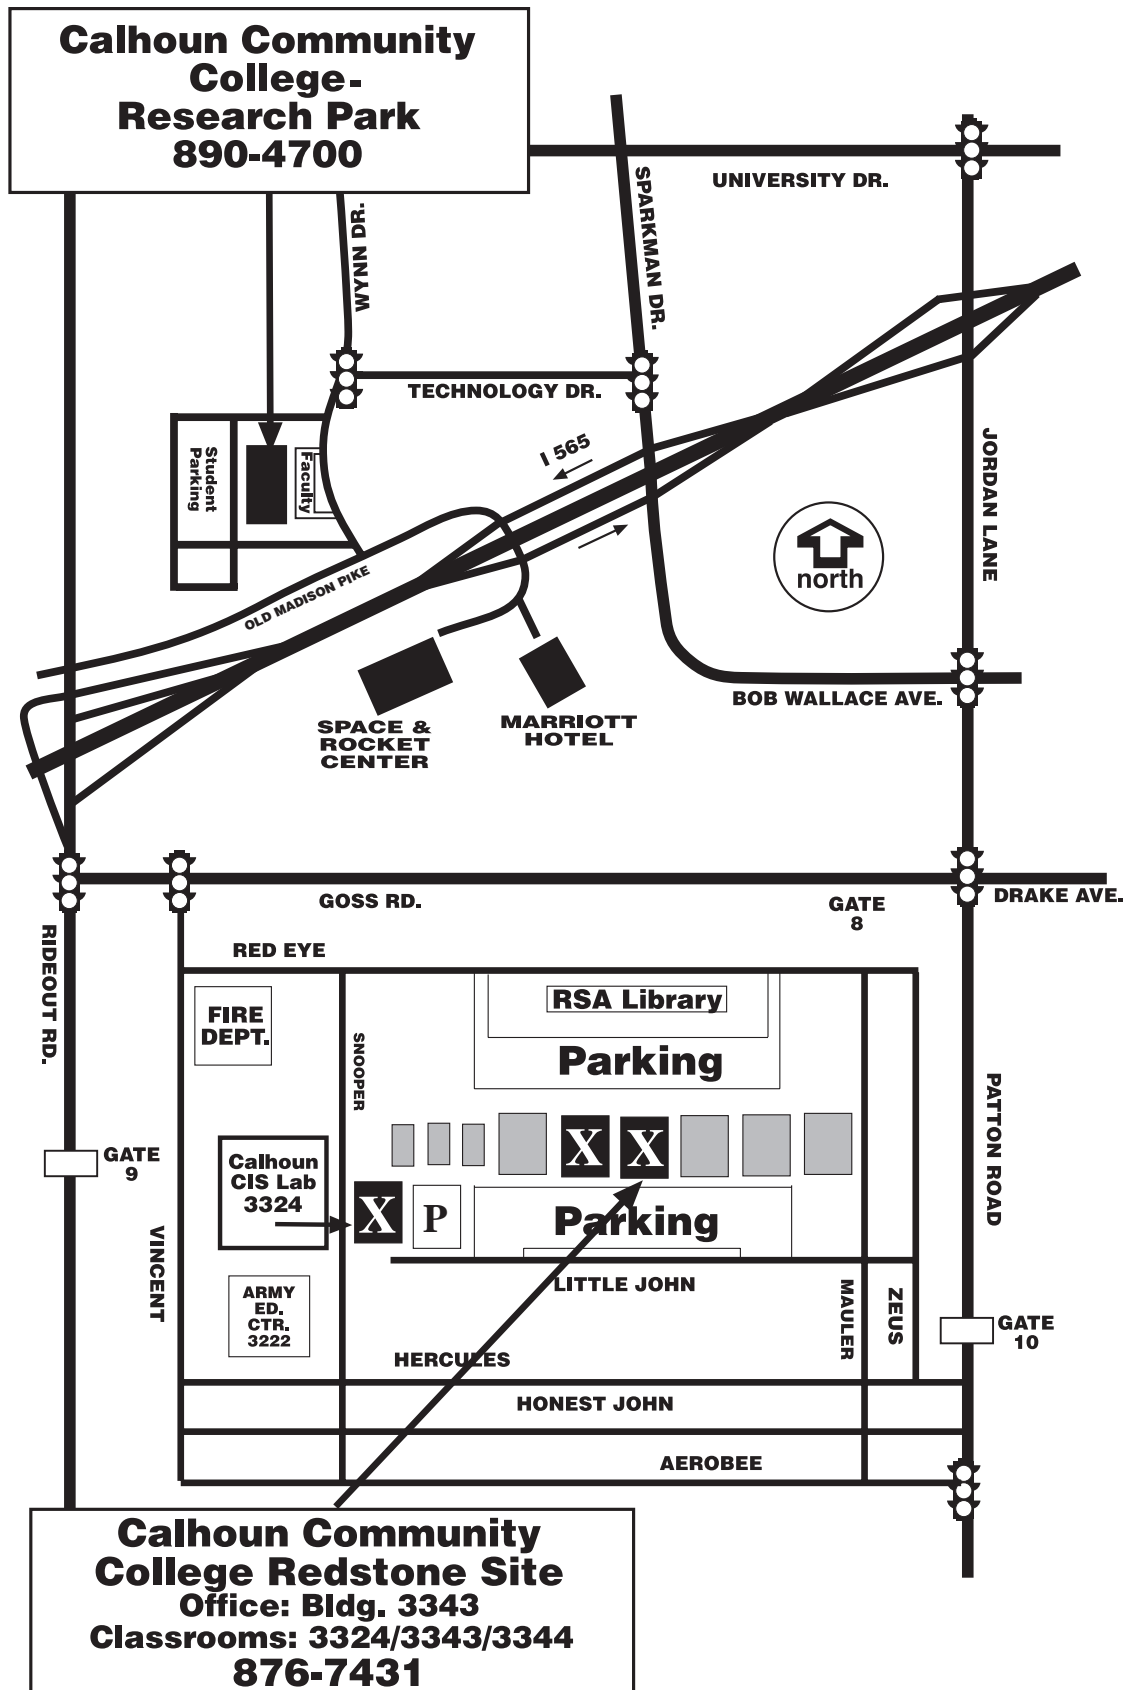 Calhoun Community
College-
Research Park
890-4700
UNIVERSITY DR.
WYNN DR.
SPARKMAN DR.
TECHNOLOGY DR.
I 565
Student
Parking
Faculty
JORDAN LANE
north
OLD MADISON PIKE
BOB WALLACE AVE.
SPACE &
ROCKET
CENTER
MARRIOTT
HOTEL
GOSS RD.
GATE
8
DRAKE AVE.
RIDEOUT RD.
RED EYE
FIRE
DEPT.
SNOOPER
RSA Library
Parking
PATTON ROAD
GATE
9
Calhoun
CIS Lab
3324
X
X
X
P
Parking
VINCENT
LITTLE JOHN
ARMY
ED.
CTR.
3222
MAULER
ZEUS
GATE
10
HERCULES
HONEST JOHN
AEROBEE
Calhoun Community
College Redstone Site
Office: Bldg. 3343
Classrooms: 3324/3343/3344
876-7431